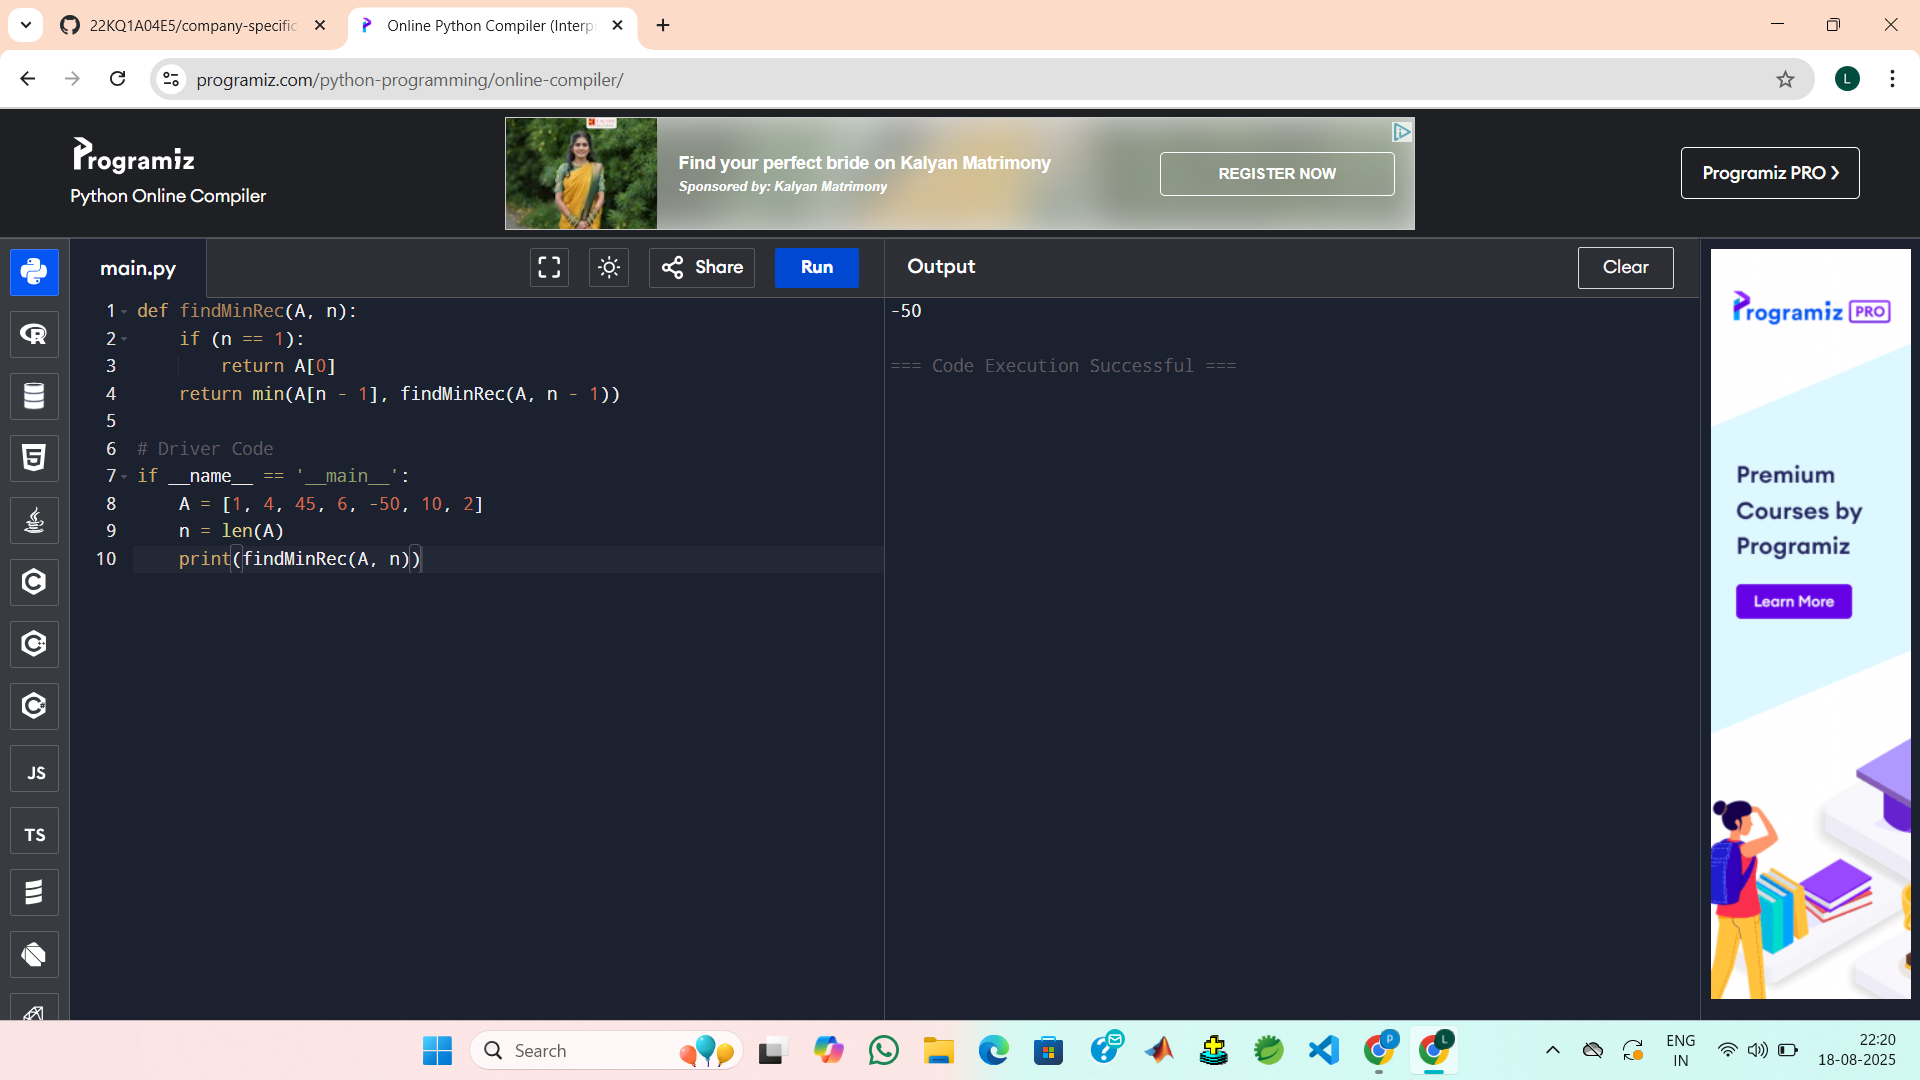 22KQ1A04E5/company-specific
Online Python Compiler (Interp
programiz.com/python-programming/online-compiler/
L
Programiz
Python Online Compiler
Find your perfect bride on Kalyan Matrimony
Sponsored by: Kalyan Matrimony
REGISTER NOW
Programiz PRO
main.py
Share
Run
Output
Clear
1 def findMinRec(A, n):
2     if (n == 1):
3         return A[0]
4     return min(A[n - 1], findMinRec(A, n - 1))
5
6 # Driver Code
7 if __name__ == '__main__':
8     A = [1, 4, 45, 6, -50, 10, 2]
9     n = len(A)
10     print(findMinRec(A, n))
-50
=== Code Execution Successful ===
R
5
C
C
C
JS
TS
Programiz PRO
Premium
Courses by
Programiz
Learn More
Search
P
L
ENG
IN
22:20
18-08-2025